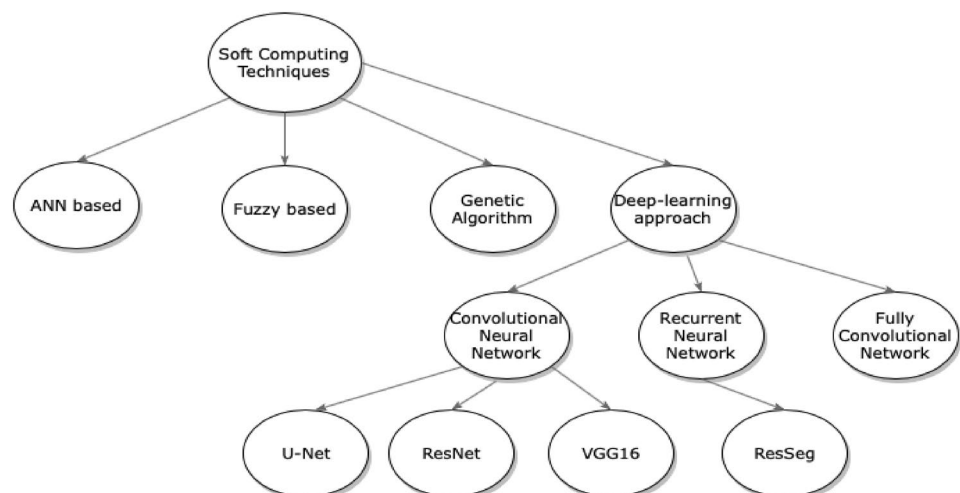 Soft Computing
Techniques
ANN based
Fuzzy based
Genetic
Algorithm
Deep-learning
approach
Convolutional
Neural
Network
Recurrent
Neural
Network
Fully
Convolutional
Network
U-Net
ResNet
VGG16
ResSeg